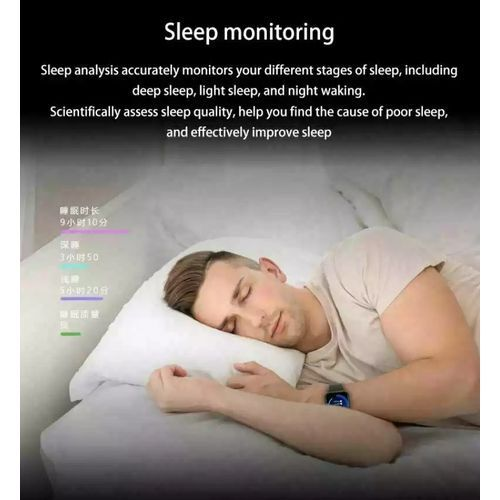 Sleep monitoring
Sleep analysis accurately monitors your different stages of sleep, including
deep sleep, light sleep, and night waking.
Scientifically assess sleep quality, help you find the cause of poor sleep,
and effectively improve sleep
睡眠时长
9小时10分
深睡
3小时50
浅睡
5小时20分
睡眠质量
良